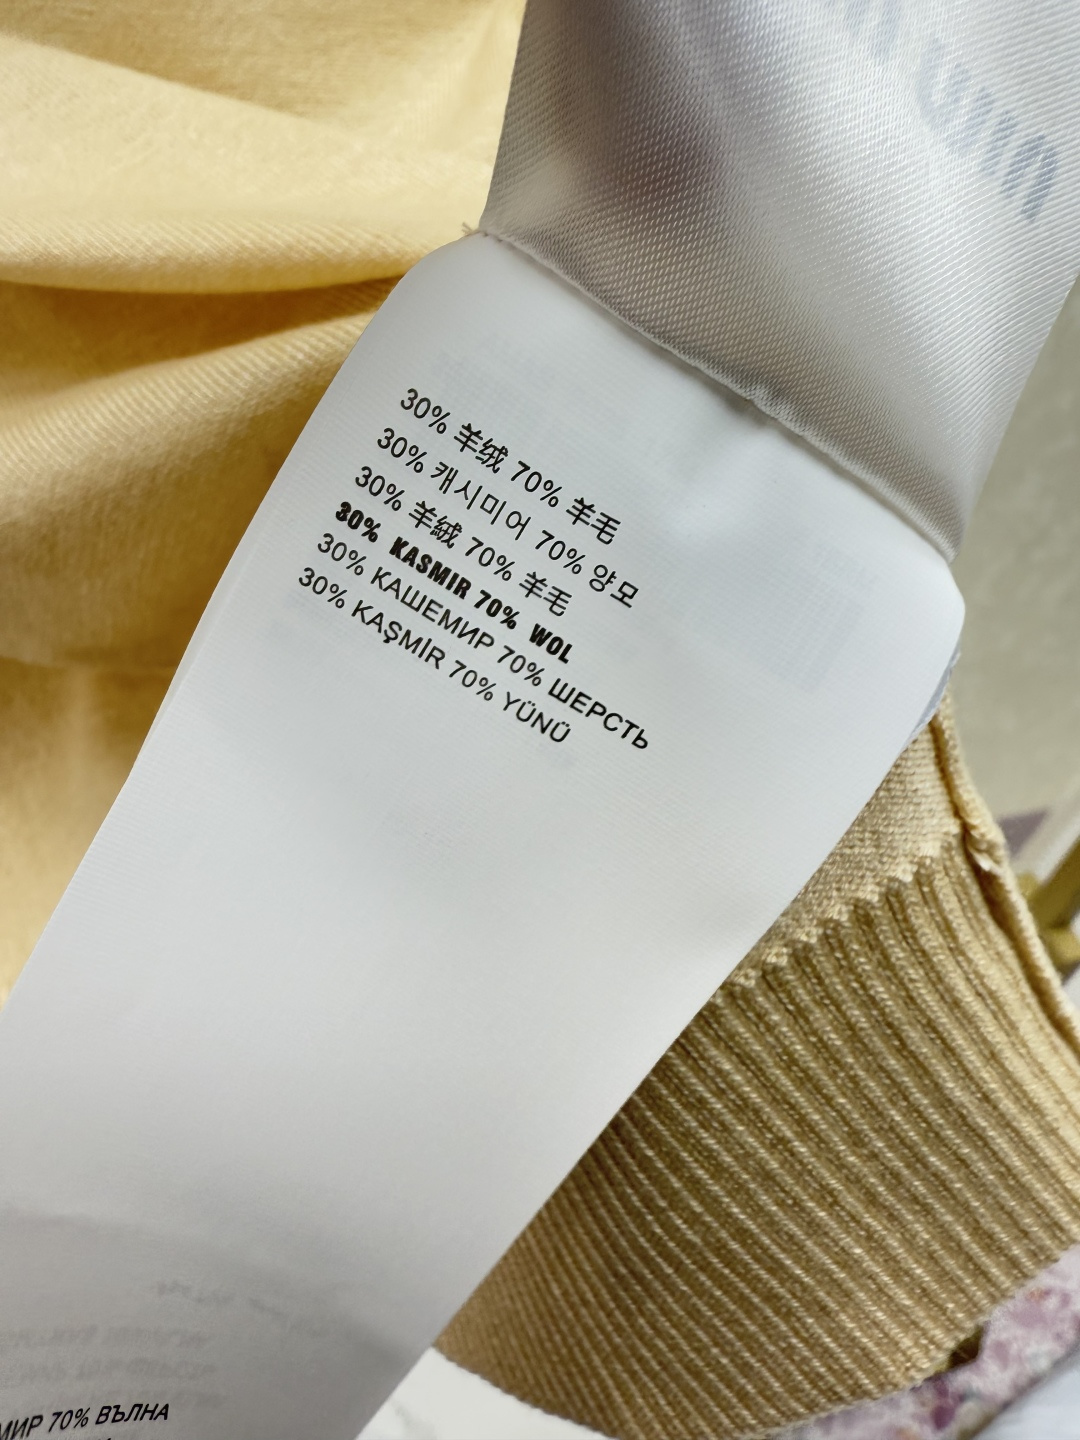 30% 羊绒 70% 羊毛
30% 캐시미어 70% 양모
30% 羊絨 70% 羊毛
30% KASMIR 70% WOL
30% КАШЕМИР 70% ШЕРСТЬ
30% KAŞMİR 70% YÜNÜ
70% ВЪЛНА